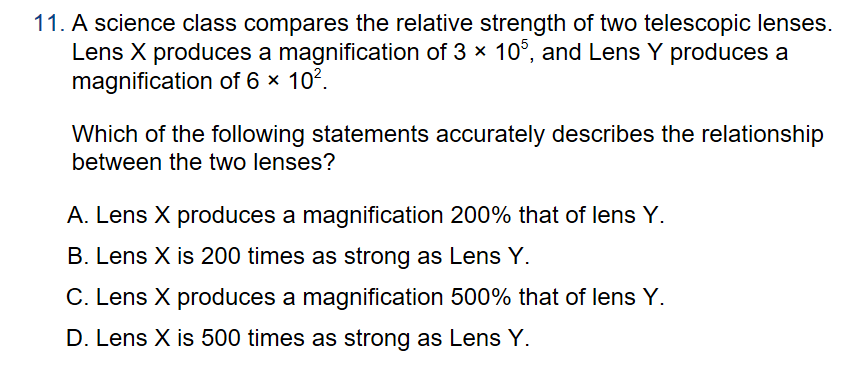 11. A science class compares the relative strength of two telescopic lenses.
Lens X produces a magnification of 3 × 10⁵, and Lens Y produces a
magnification of 6 × 10².
Which of the following statements accurately describes the relationship
between the two lenses?
A. Lens X produces a magnification 200% that of lens Y.
B. Lens X is 200 times as strong as Lens Y.
C. Lens X produces a magnification 500% that of lens Y.
D. Lens X is 500 times as strong as Lens Y.